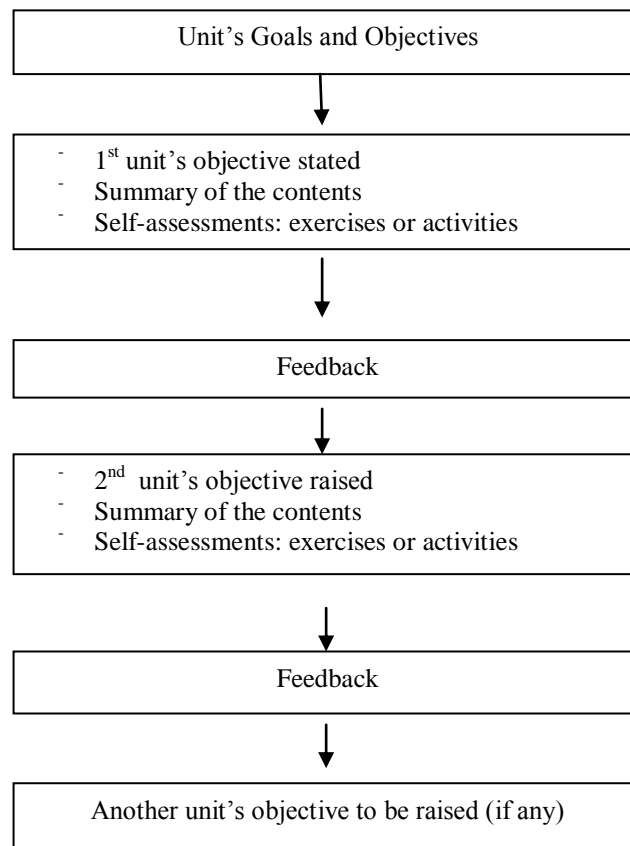 Unit’s Goals and Objectives
- 1st unit’s objective stated
- Summary of the contents
- Self-assessments: exercises or activities
Feedback
- 2nd unit’s objective raised
- Summary of the contents
- Self-assessments: exercises or activities
Feedback
Another unit’s objective to be raised (if any)